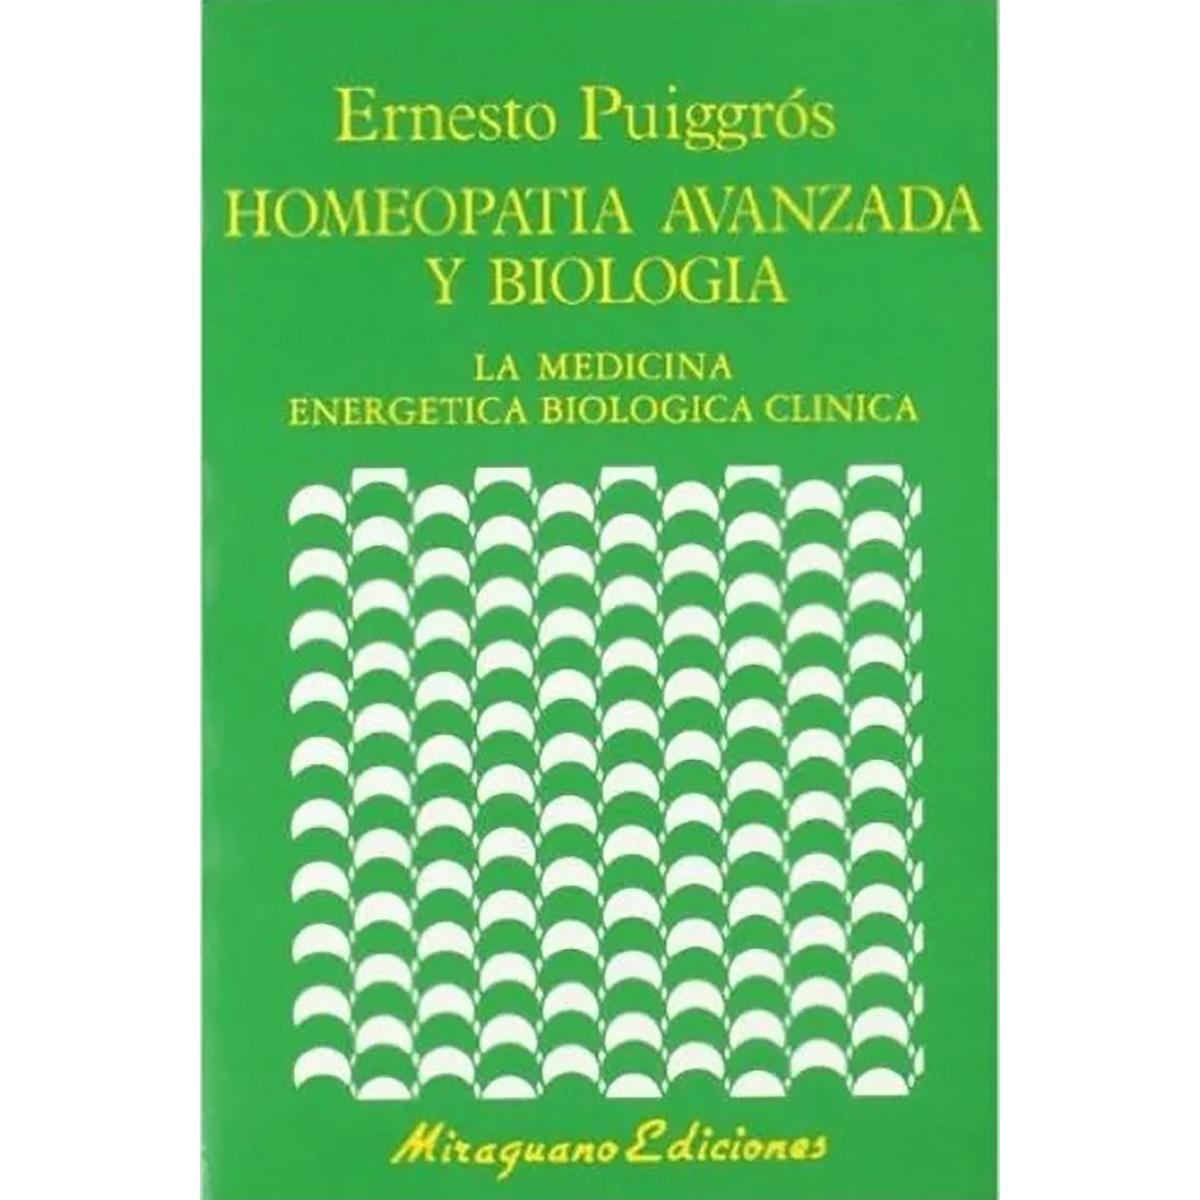 Ernesto Puiggrós
HOMEOPATIA AVANZADA
Y BIOLOGIA
LA MEDICINA
ENERGETICA BIOLOGICA CLINICA
Miraguano Ediciones